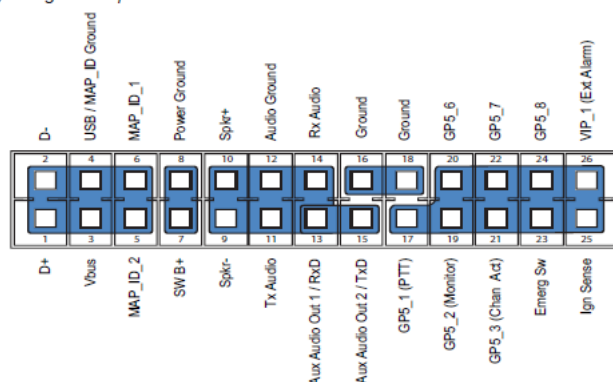 D-
USB / MAP_ID Ground
MAP_ID_1
Power Ground
Spkr+
Audio Ground
Rx Audio
Ground
Ground
GP5_6
GP5_7
GP5_8
VIP_1 (Ext Alarm)
2 4 6 8 10 12 14 16 18 20 22 24 26
1 3 5 7 9 11 13 15 17 19 21 23 25
D+
Vbus
MAP_ID_2
SW B+
Spkr-
Tx Audio
Aux Audio Out 1 / RxD
Aux Audio Out 2 / TxD
GP5_1 (PTT)
GP5_2 (Monitor)
GP5_3 (Chan Act)
Emerg Sw
Ign Sense